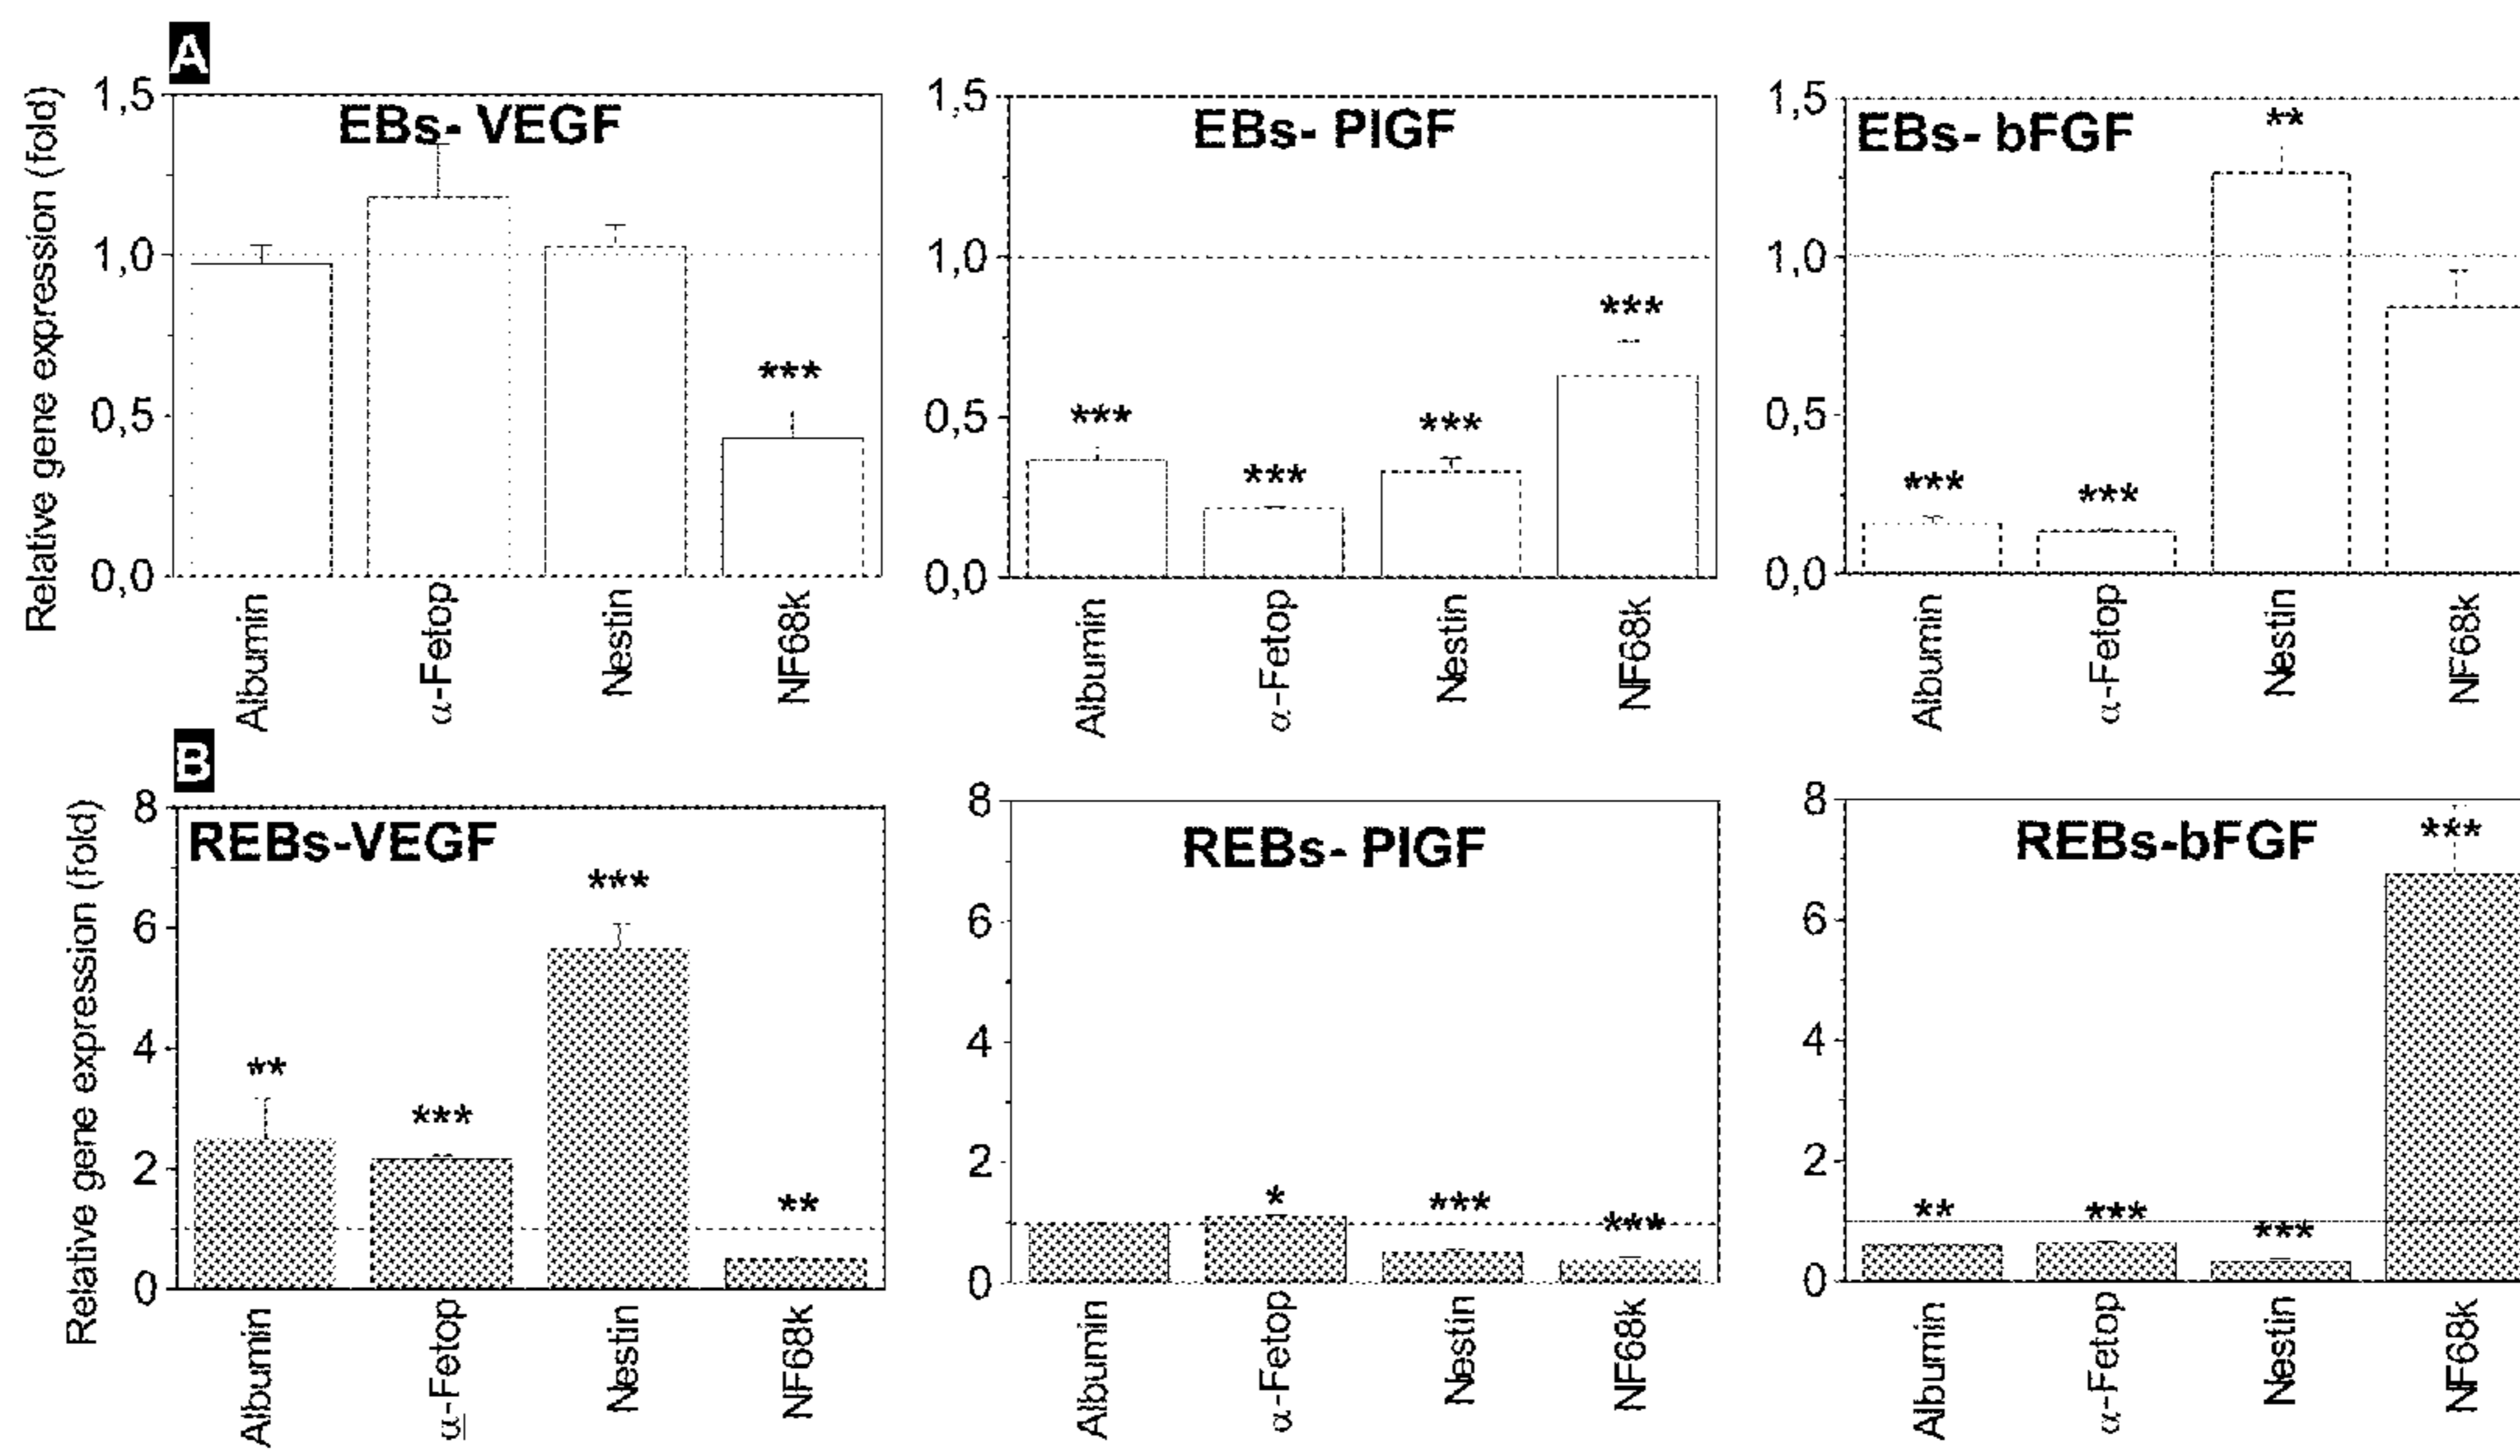 A
Relative gene expression (fold)
1,5
1,0
0,5
0,0
EBs- VEGF
***
Albumin
α-Fetop
Nestin
NF68k
1,5
1,0
0,5
0,0
EBs- PIGF
***
***
***
***
Albumin
α-Fetop
Nestin
NF68k
1,5
1,0
0,5
0,0
EBs- bFGF
***
***
**
Albumin
α-Fetop
Nestin
NF68k
B
Relative gene expression (fold)
8
6
4
2
0
REBs-VEGF
**
***
***
**
Albumin
α-Fetop
Nestin
NF68k
8
6
4
2
0
REBs- PIGF
*
***
***
Albumin
α-Fetop
Nestin
NF68k
8
6
4
2
0
REBs-bFGF
**
***
***
***
Albumin
α-Fetop
Nestin
NF68k